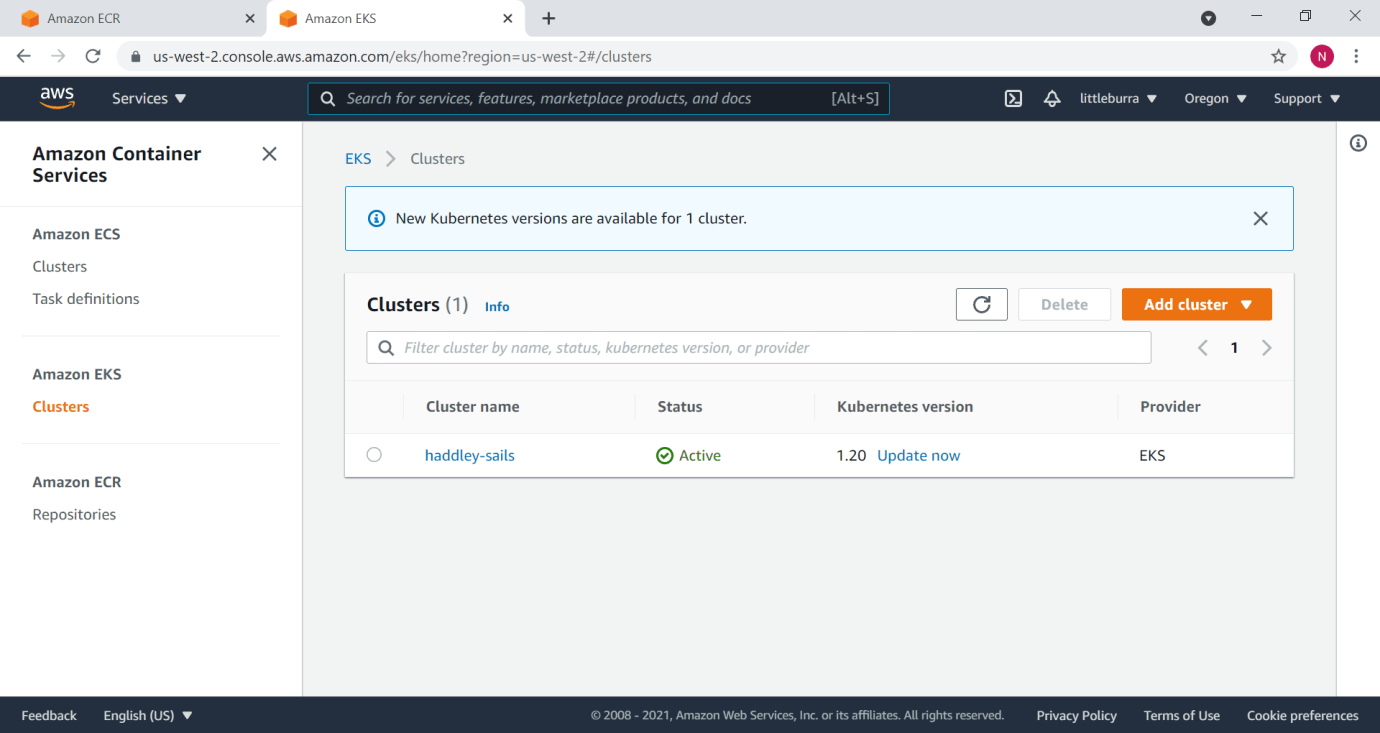 Amazon ECR
Amazon EKS
us-west-2.console.aws.amazon.com/eks/home?region=us-west-2#/clusters
N
aws
Services
Search for services, features, marketplace products, and docs [Alt+S]
littleburra
Oregon
Support
Amazon Container
Services
Amazon ECS
Clusters
Task definitions
Amazon EKS
Clusters
Amazon ECR
Repositories
EKS > Clusters
New Kubernetes versions are available for 1 cluster.
Clusters (1) Info
Delete
Add cluster
Filter cluster by name, status, kubernetes version, or provider
1
Cluster name Status Kubernetes version Provider
haddley-sails Active 1.20 Update now EKS
Feedback English (US) © 2008 - 2021, Amazon Web Services, Inc. or its affiliates. All rights reserved. Privacy Policy Terms of Use Cookie preferences